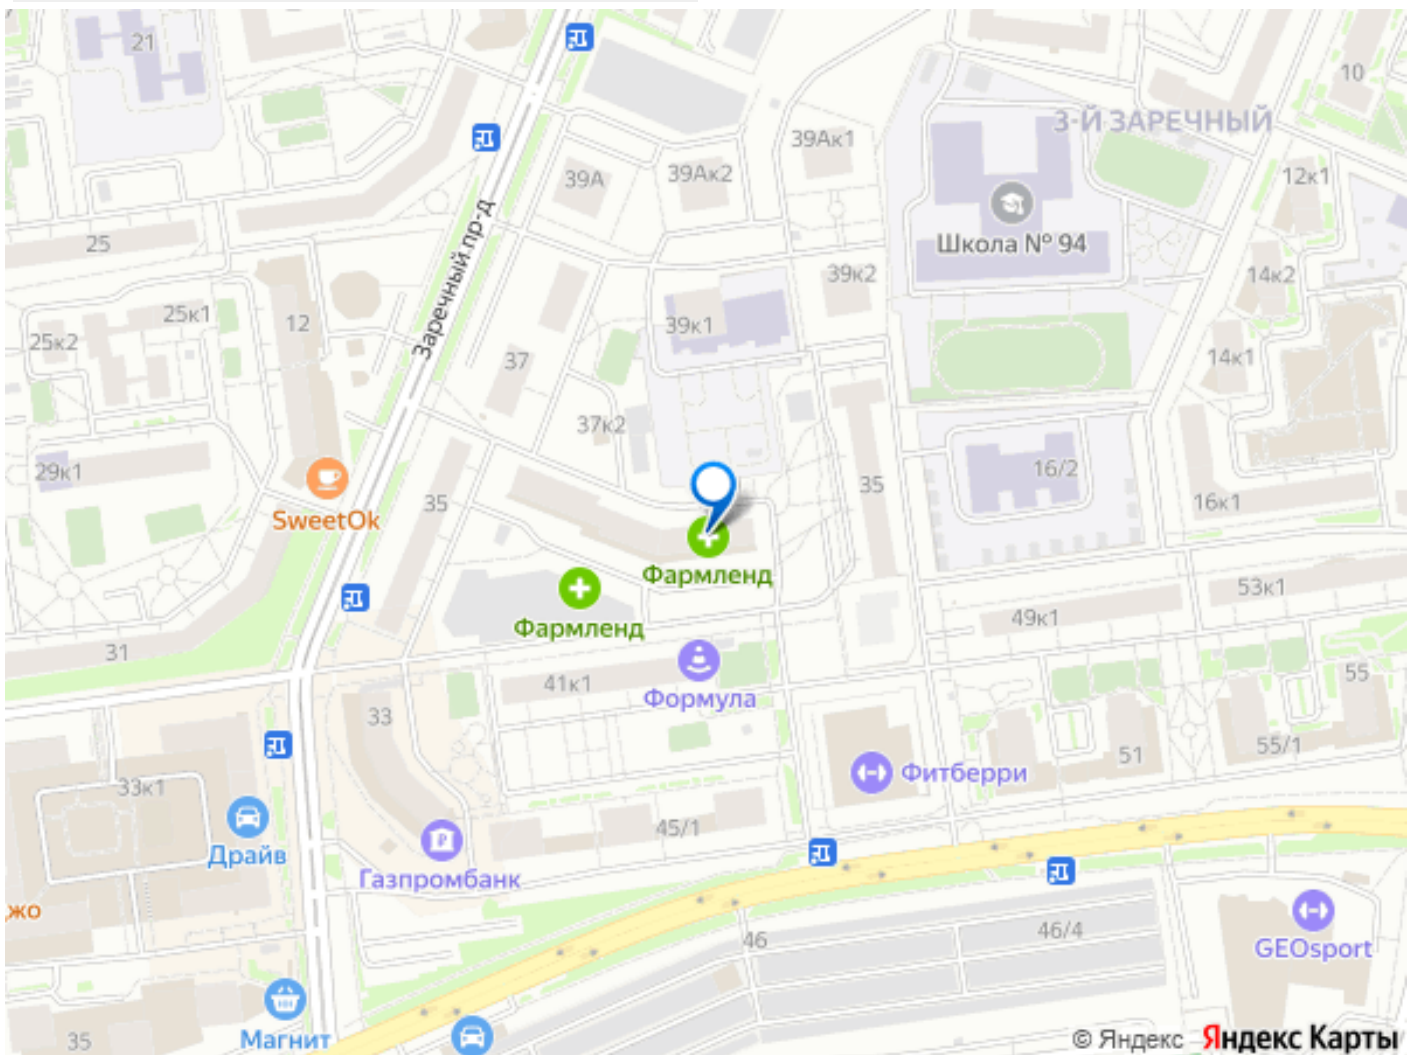 21
10
3-Й ЗАРЕЧНЫЙ
39Ак1
39А
39Ак2
12к1
Заречный пр-д
25
Школа № 94
39к2
14к2
25к1
12
39к1
25к2
37
14к1
37к2
29к1
35
35
16/2
16к1
SweetOk
Фармленд
Фармленд
53к1
49к1
31
41к1
Формула
55
33
51
55/1
Фитберри
33к1
45/1
Драйв
Газпромбанк
жо
46
46/4
GEOsport
Магнит
35
© Яндекс Яндекс Карты